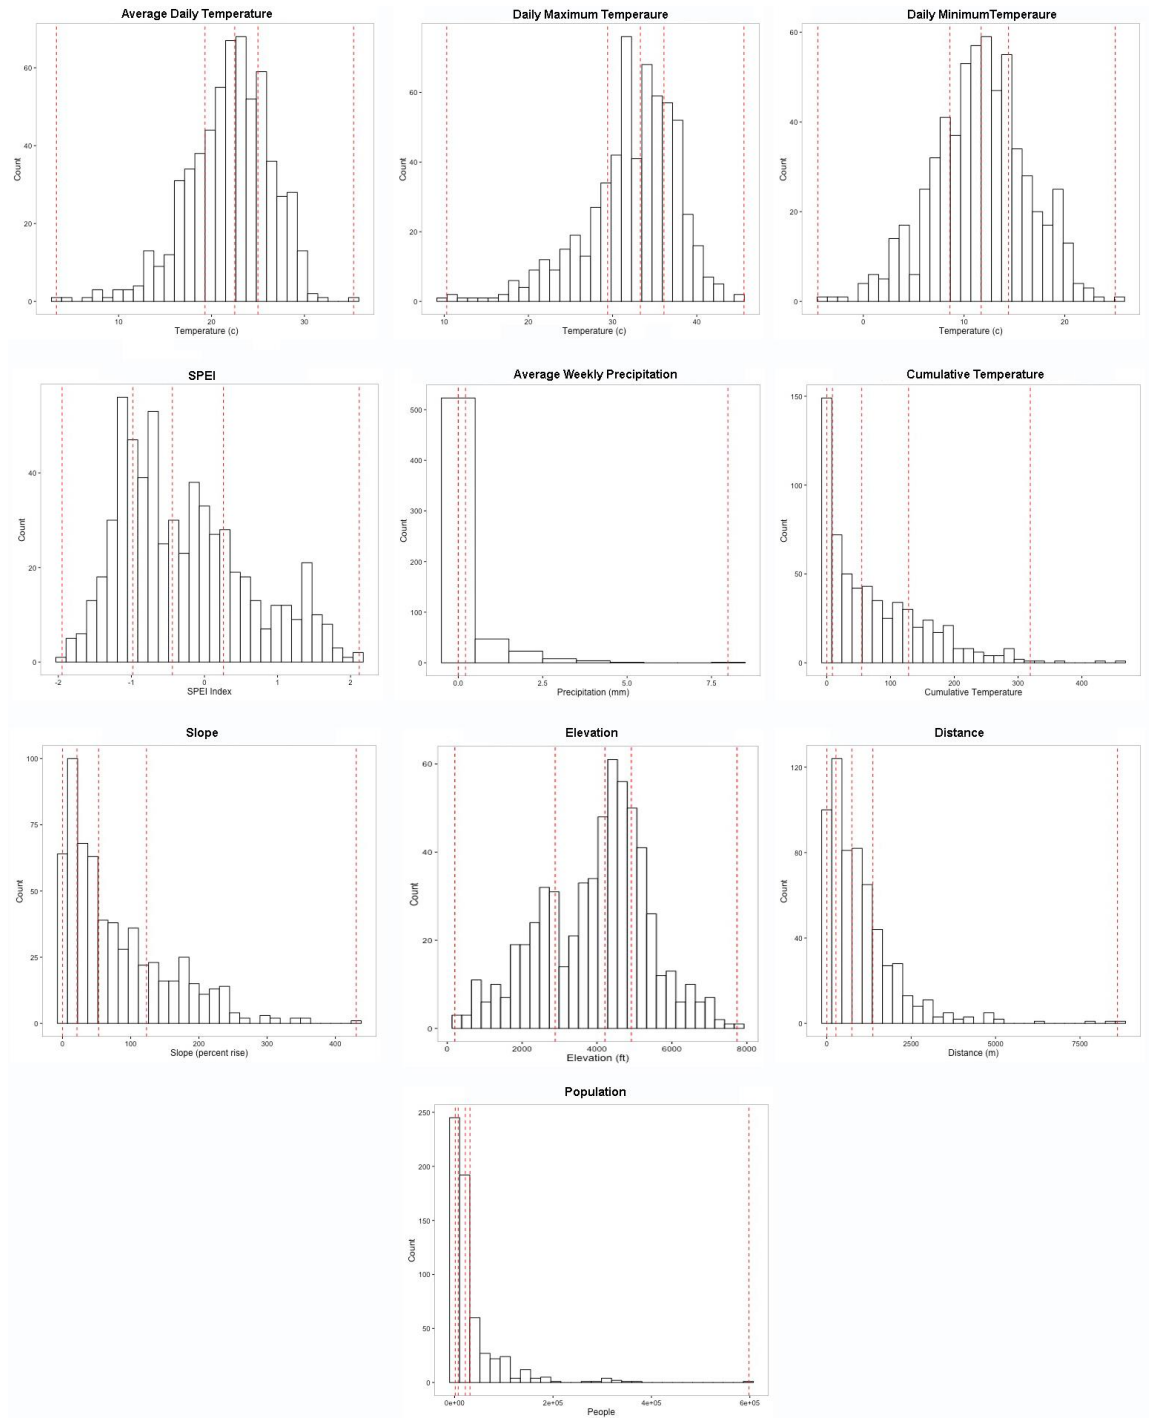 Average Daily Temperature
Count
0
20
40
60
10
20
30
Temperature (c)
Daily Maximum Temperaure
Count
0
20
40
60
10
20
30
40
Temperature (c)
Daily MinimumTemperaure
Count
0
20
40
60
0
10
20
Temperature (c)
SPEI
Count
0
20
40
-2
-1
0
1
2
SPEI Index
Average Weekly Precipitation
Count
0
100
200
300
400
500
0.0
2.5
5.0
7.5
Precipitation (mm)
Cumulative Temperature
Count
0
50
100
150
0
100
200
300
400
Cumulative Temperature
Slope
Count
0
25
50
75
100
0
100
200
300
400
Slope (percent rise)
Elevation
Count
0
20
40
60
0
2000
4000
6000
8000
Elevation (ft)
Distance
Count
0
40
80
120
0
2500
5000
7500
Distance (m)
Population
Count
0
50
100
150
200
250
0e+00
2e+05
4e+05
6e+05
People